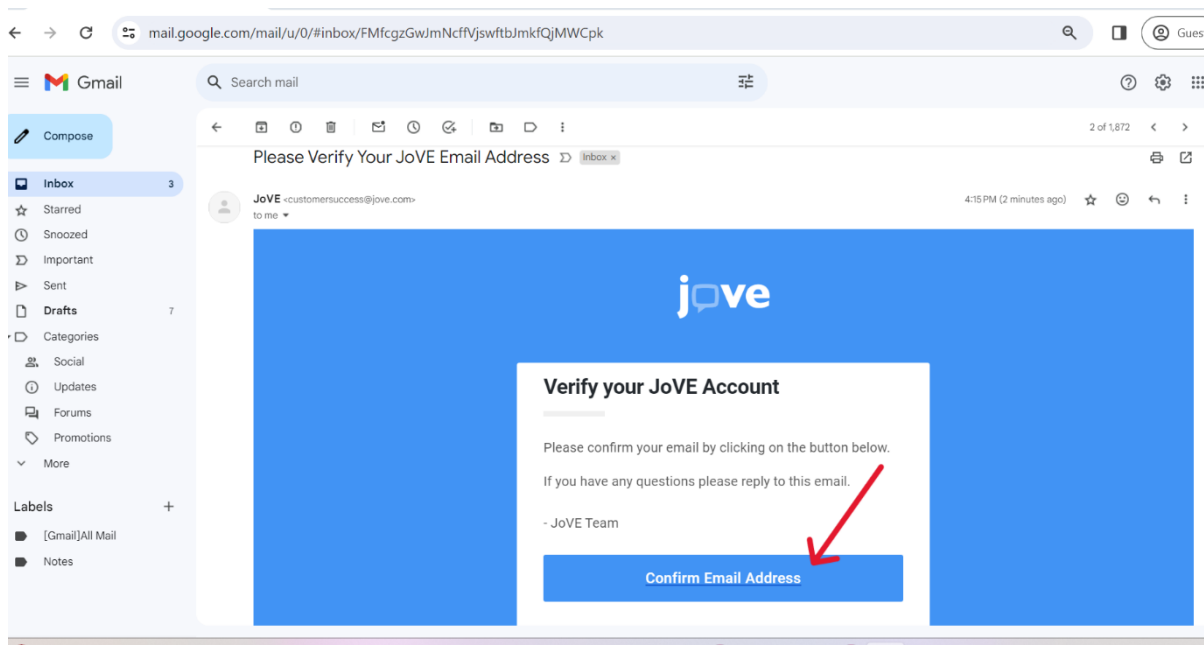 mail.google.com/mail/u/0/#inbox/FMfcgzGwJmNcffVjswftbJmkfQjMWCpk
Guest
Gmail
Search mail
Compose
2 of 1,872
Please Verify Your JoVE Email Address Inbox ×
Inbox 3
JoVE <customersuccess@jove.com>
4:15 PM (2 minutes ago)
to me
Starred
Snoozed
Important
Sent
Drafts 7
Categories
Social
Updates
Forums
Promotions
More
Labels +
[Gmail]All Mail
Notes
jove
Verify your JoVE Account
Please confirm your email by clicking on the button below.
If you have any questions please reply to this email.
- JoVE Team
Confirm Email Address